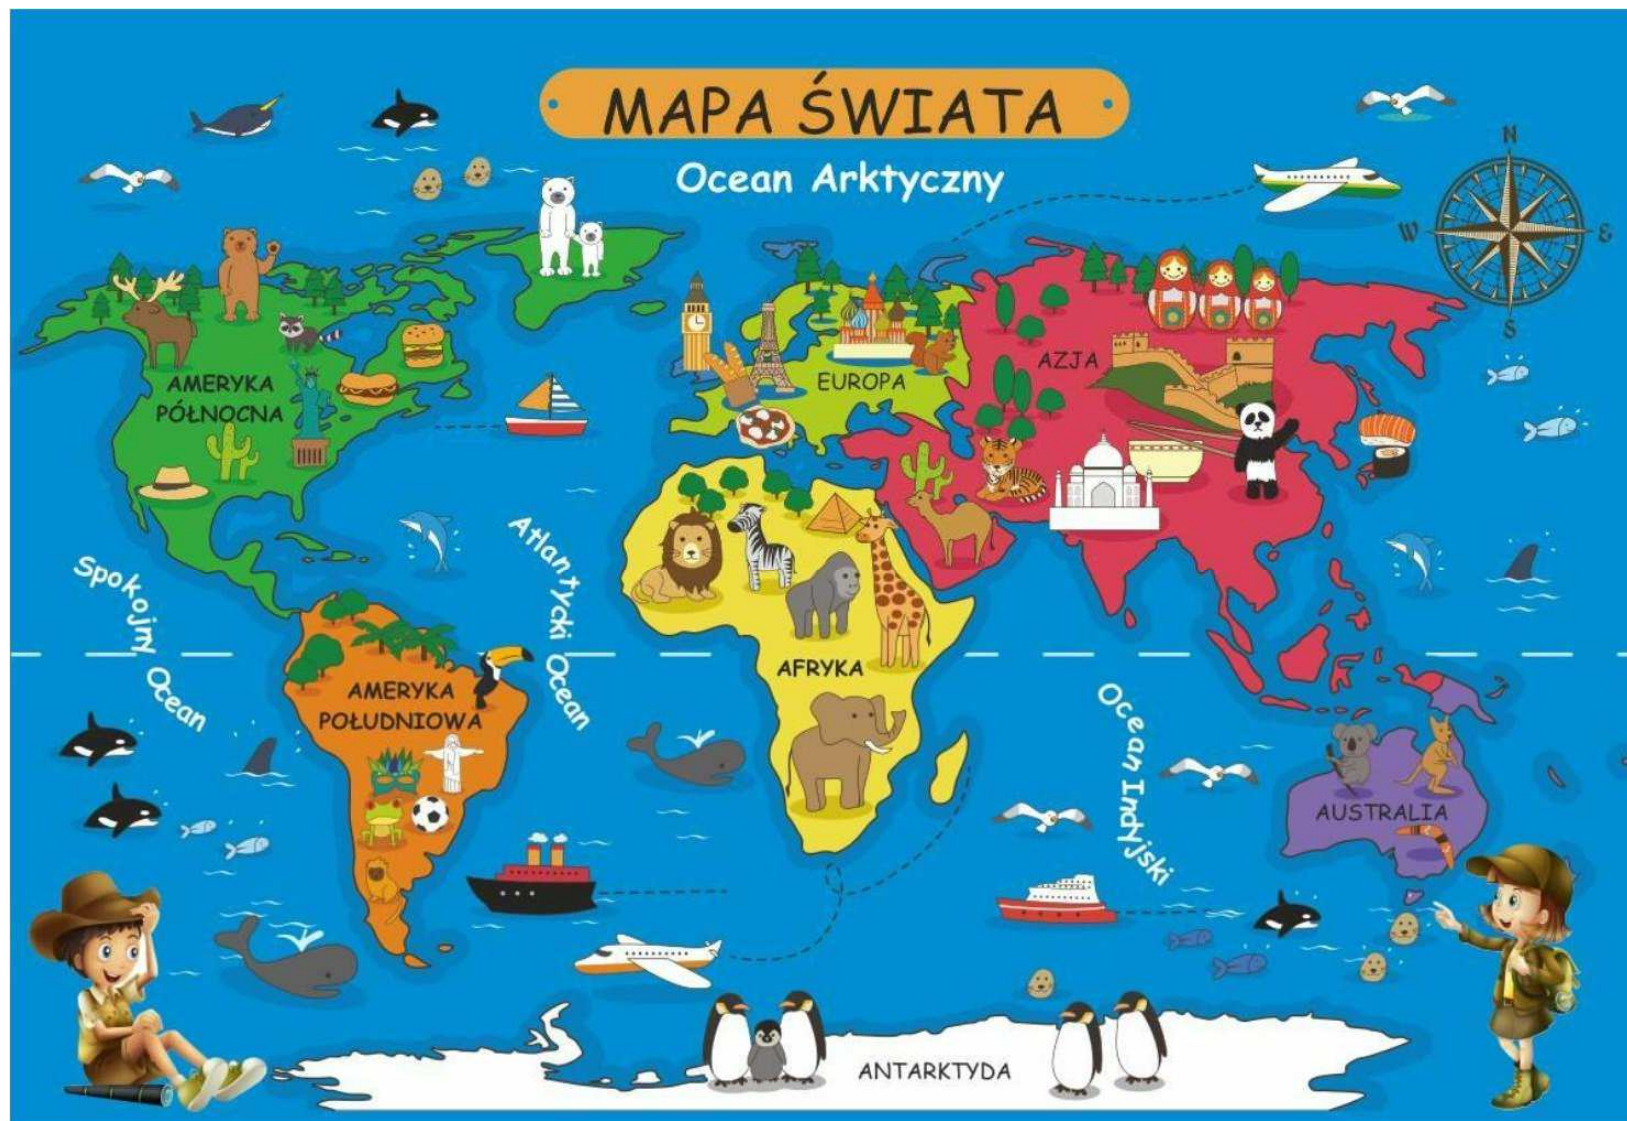 MAPA ŚWIATA
Ocean Arktyczny
N
W
E
S
AMERYKA
PÓŁNOCNA
EUROPA
AZJA
Spokojny Ocean
Atlantycki Ocean
AFRYKA
AMERYKA
POŁUDNIOWA
Ocean Indyjski
AUSTRALIA
ANTARKTYDA